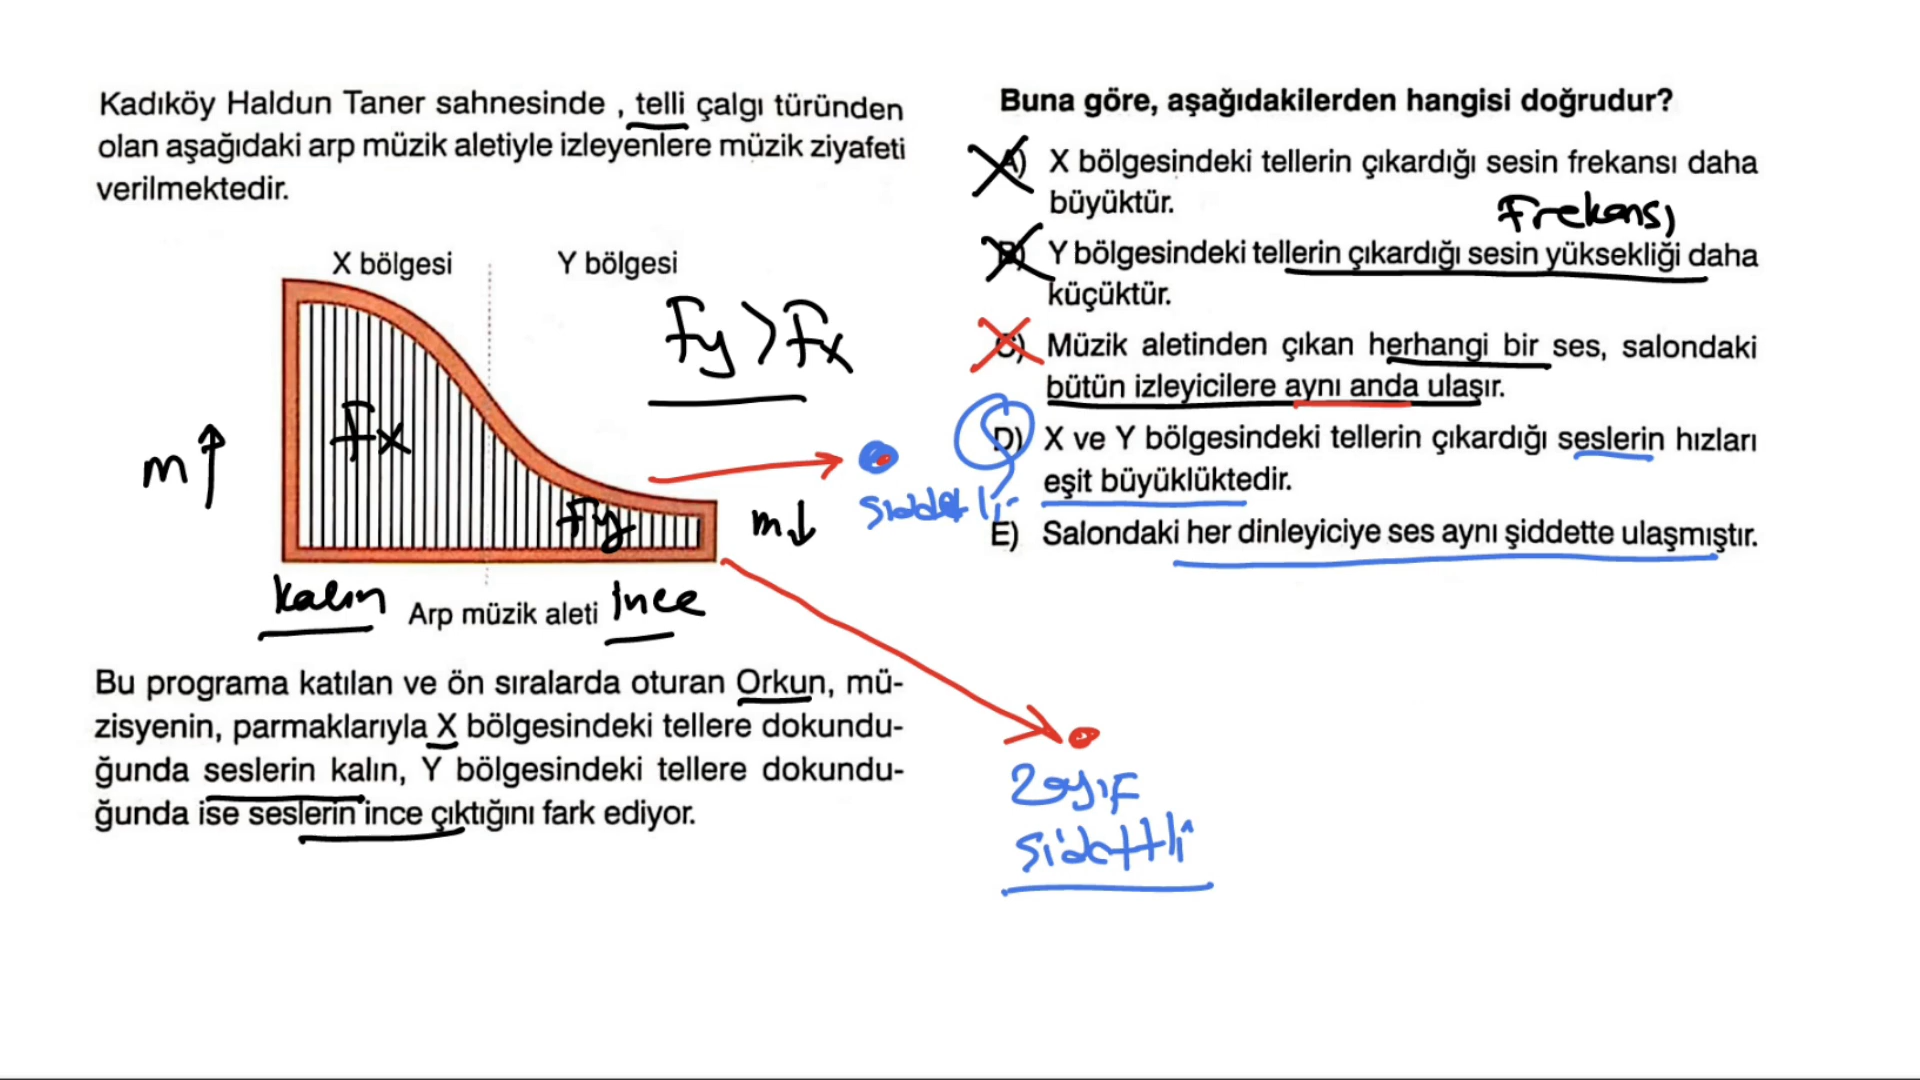 Kadıköy Haldun Taner sahnesinde , telli çalgı türünden
olan aşağıdaki arp müzik aletiyle izleyenlere müzik ziyafeti
verilmektedir.
X bölgesi
Y bölgesi
Fy > Fx
Fx
m↑
Fy
m↓
kalın
Arp müzik aleti
ince
Bu programa katılan ve ön sıralarda oturan Orkun, mü-
zisyenin, parmaklarıyla X bölgesindeki tellere dokundu-
ğunda seslerin kalın, Y bölgesindeki tellere dokundu-
ğunda ise seslerin ince çıktığını fark ediyor.
Buna göre, aşağıdakilerden hangisi doğrudur?
A) X bölgesindeki tellerin çıkardığı sesin frekansı daha
büyüktür.
Frekansı
B) Y bölgesindeki tellerin çıkardığı sesin yüksekliği daha
küçüktür.
C) Müzik aletinden çıkan herhangi bir ses, salondaki
bütün izleyicilere aynı anda ulaşır.
D) X ve Y bölgesindeki tellerin çıkardığı seslerin hızları
eşit büyüklüktedir.
şiddetli
E) Salondaki her dinleyiciye ses aynı şiddette ulaşmıştır.
Zayıf
şidettli